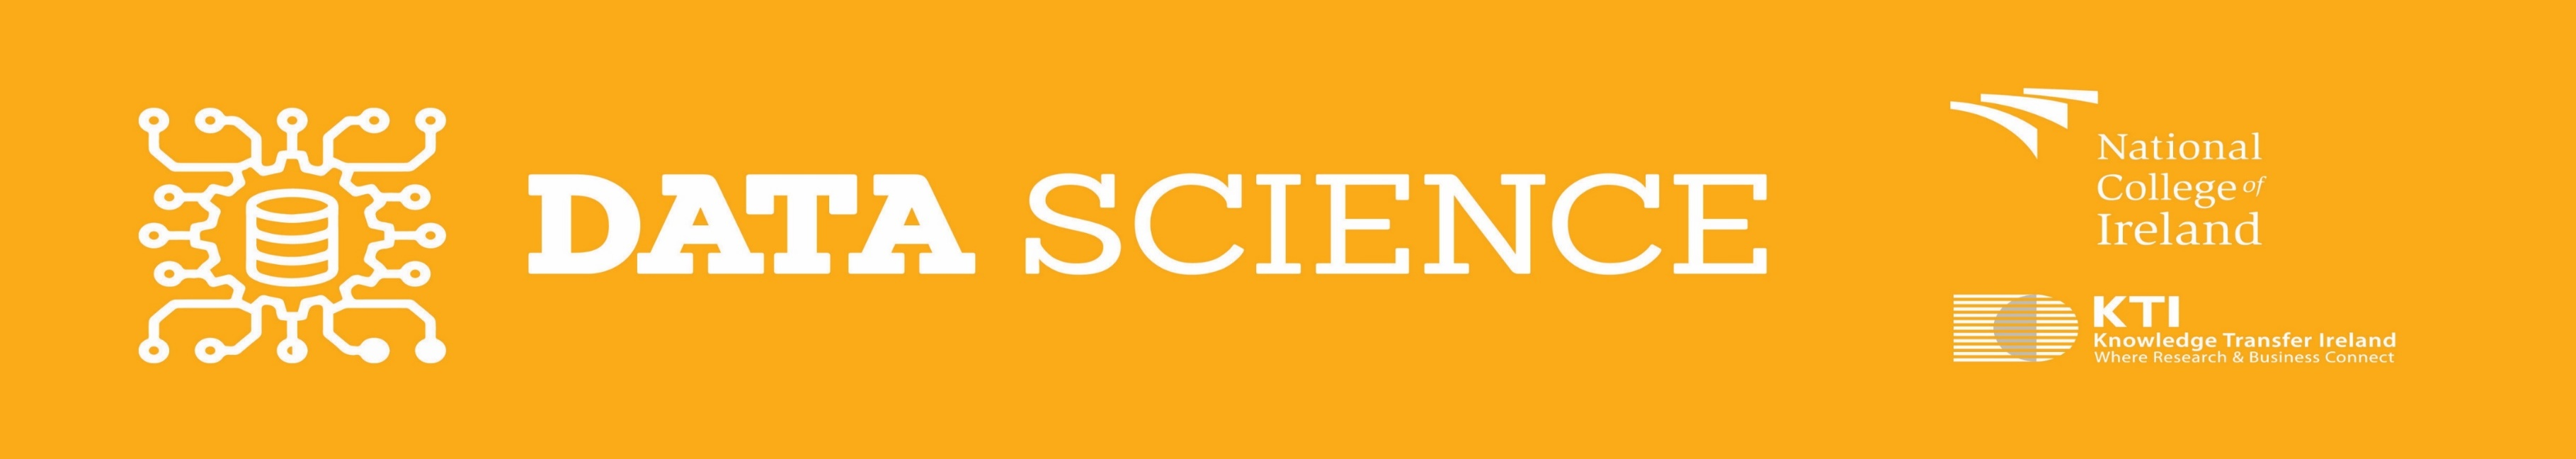 DATA SCIENCE
National
College of
Ireland
KTI
Knowledge Transfer Ireland
Where Research & Business Connect